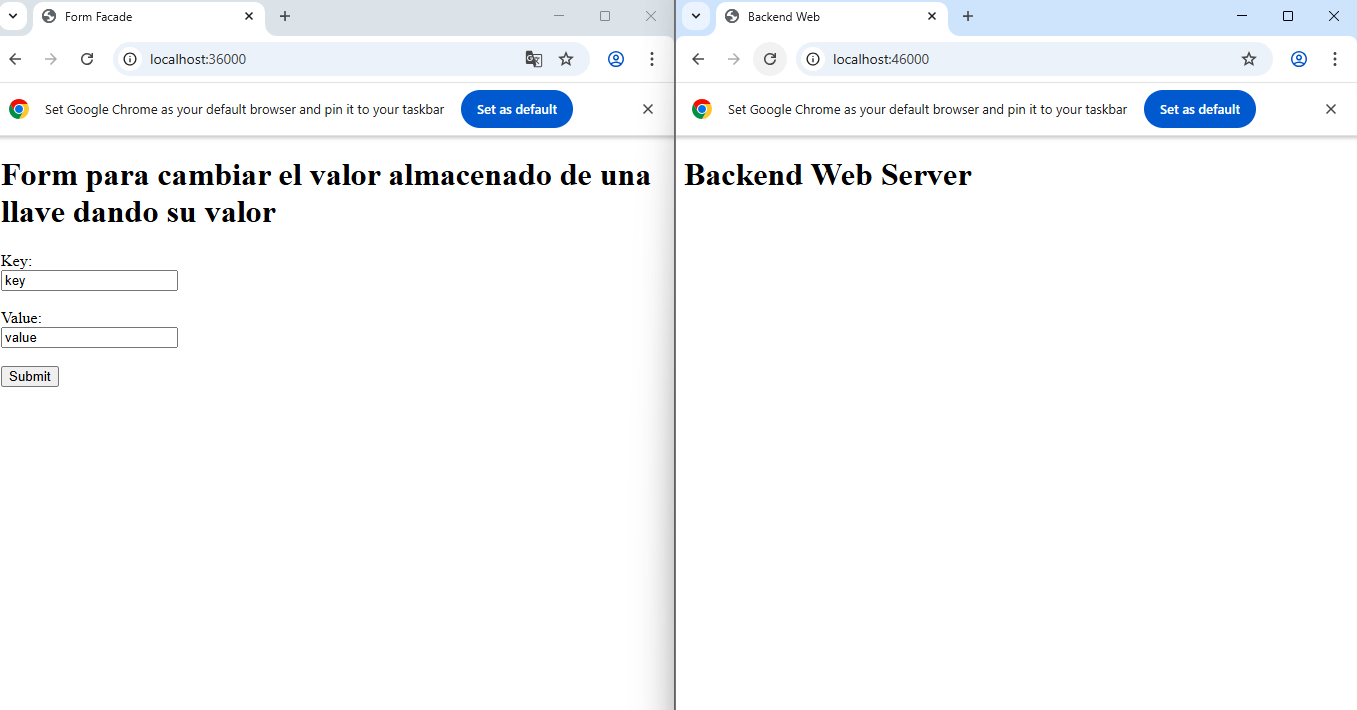 Form Facade
localhost:36000
Set Google Chrome as your default browser and pin it to your taskbar
Set as default
Form para cambiar el valor almacenado de una
llave dando su valor
Key:
key
Value:
value
Submit
Backend Web
localhost:46000
Set Google Chrome as your default browser and pin it to your taskbar
Set as default
Backend Web Server